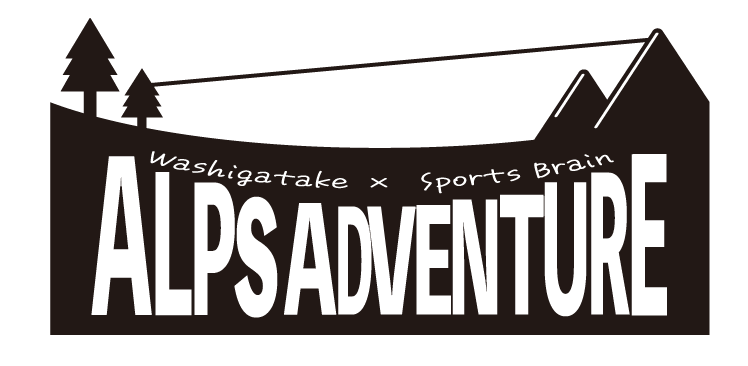 Washigatake × Sports Brain
ALPS ADVENTURE